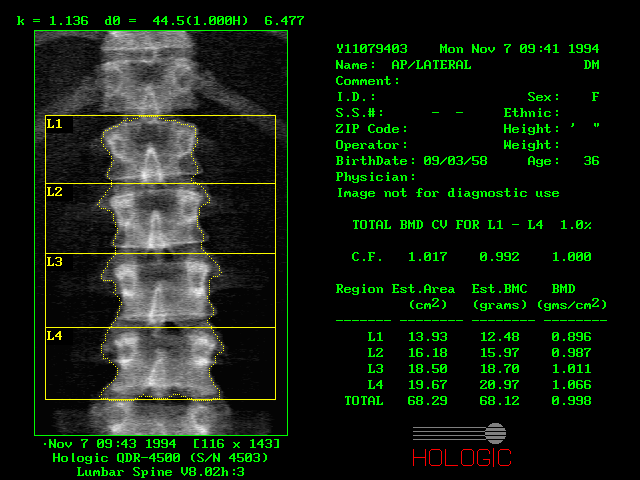 k = 1.136 d0 = 44.5(1.000H) 6.477
L1
L2
L3
L4
·Nov 7 09:43 1994 [116 x 143]
Hologic QDR-4500 (S/N 4503)
Lumbar Spine V8.02h:3
Y11079403 Mon Nov 7 09:41 1994
Name: AP/LATERAL DM
Comment:
I.D.: Sex: F
S.S.#: - - Ethnic:
ZIP Code: Height: ' "
Operator: Weight:
BirthDate: 09/03/58 Age: 36
Physician:
Image not for diagnostic use
TOTAL BMD CV FOR L1 - L4 1.0%
C.F. 1.017 0.992 1.000
Region Est.Area Est.BMC BMD
(cm2) (grams) (gms/cm2)
------- -------- ------- --------
L1 13.93 12.48 0.896
L2 16.18 15.97 0.987
L3 18.50 18.70 1.011
L4 19.67 20.97 1.066
TOTAL 68.29 68.12 0.998
HOLOGIC